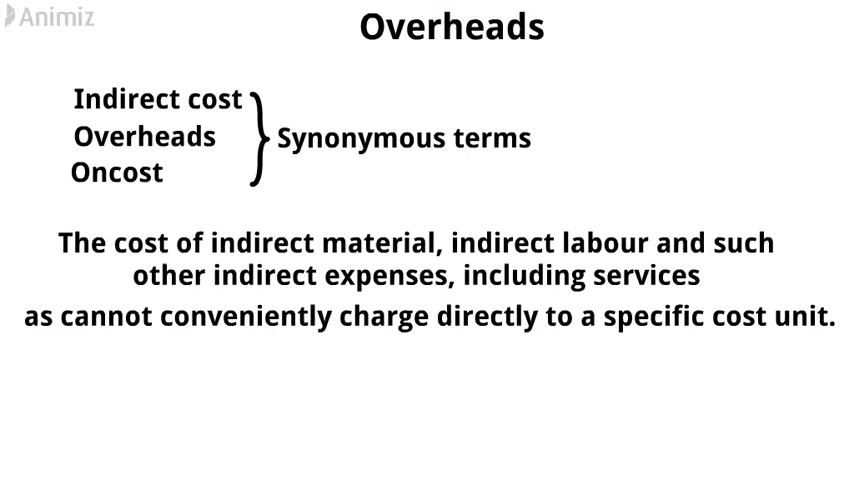 Animiz
Overheads
Indirect cost
Overheads
Oncost
Synonymous terms
The cost of indirect material, indirect labour and such
other indirect expenses, including services
as cannot conveniently charge directly to a specific cost unit.